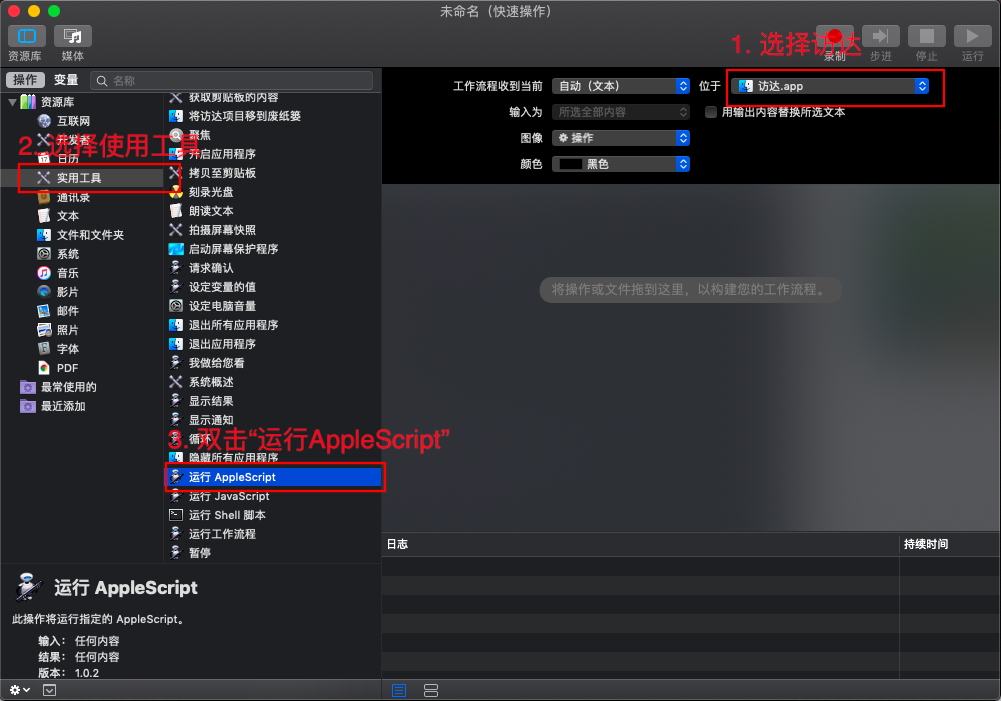 未命名（快速操作）
资源库
媒体
录制
步进
停止
运行
1. 选择访达
操作
变量
名称
工作流程收到当前
自动（文本）
位于
访达.app
输入为
所选全部内容
用输出内容替换所选文本
图像
操作
颜色
黑色
资源库
互联网
开发者
日历
2. 选择使用工具
实用工具
通讯录
文本
文件和文件夹
系统
音乐
影片
邮件
照片
字体
PDF
最常使用的
最近添加
获取剪贴板的内容
将访达项目移到废纸篓
聚焦
开启应用程序
拷贝至剪贴板
刻录光盘
朗读文本
拍摄屏幕快照
启动屏幕保护程序
请求确认
设定变量的值
设定电脑音量
退出所有应用程序
退出应用程序
我做给您看
系统概述
显示结果
显示通知
循环
3. 双击“运行AppleScript”
隐藏所有应用程序
运行 AppleScript
运行 JavaScript
运行 Shell 脚本
运行工作流程
暂停
将操作或文件拖到这里，以构建您的工作流程。
日志
持续时间
运行 AppleScript
此操作将运行指定的 AppleScript。
输入： 任何内容
结果： 任何内容
版本： 1.0.2